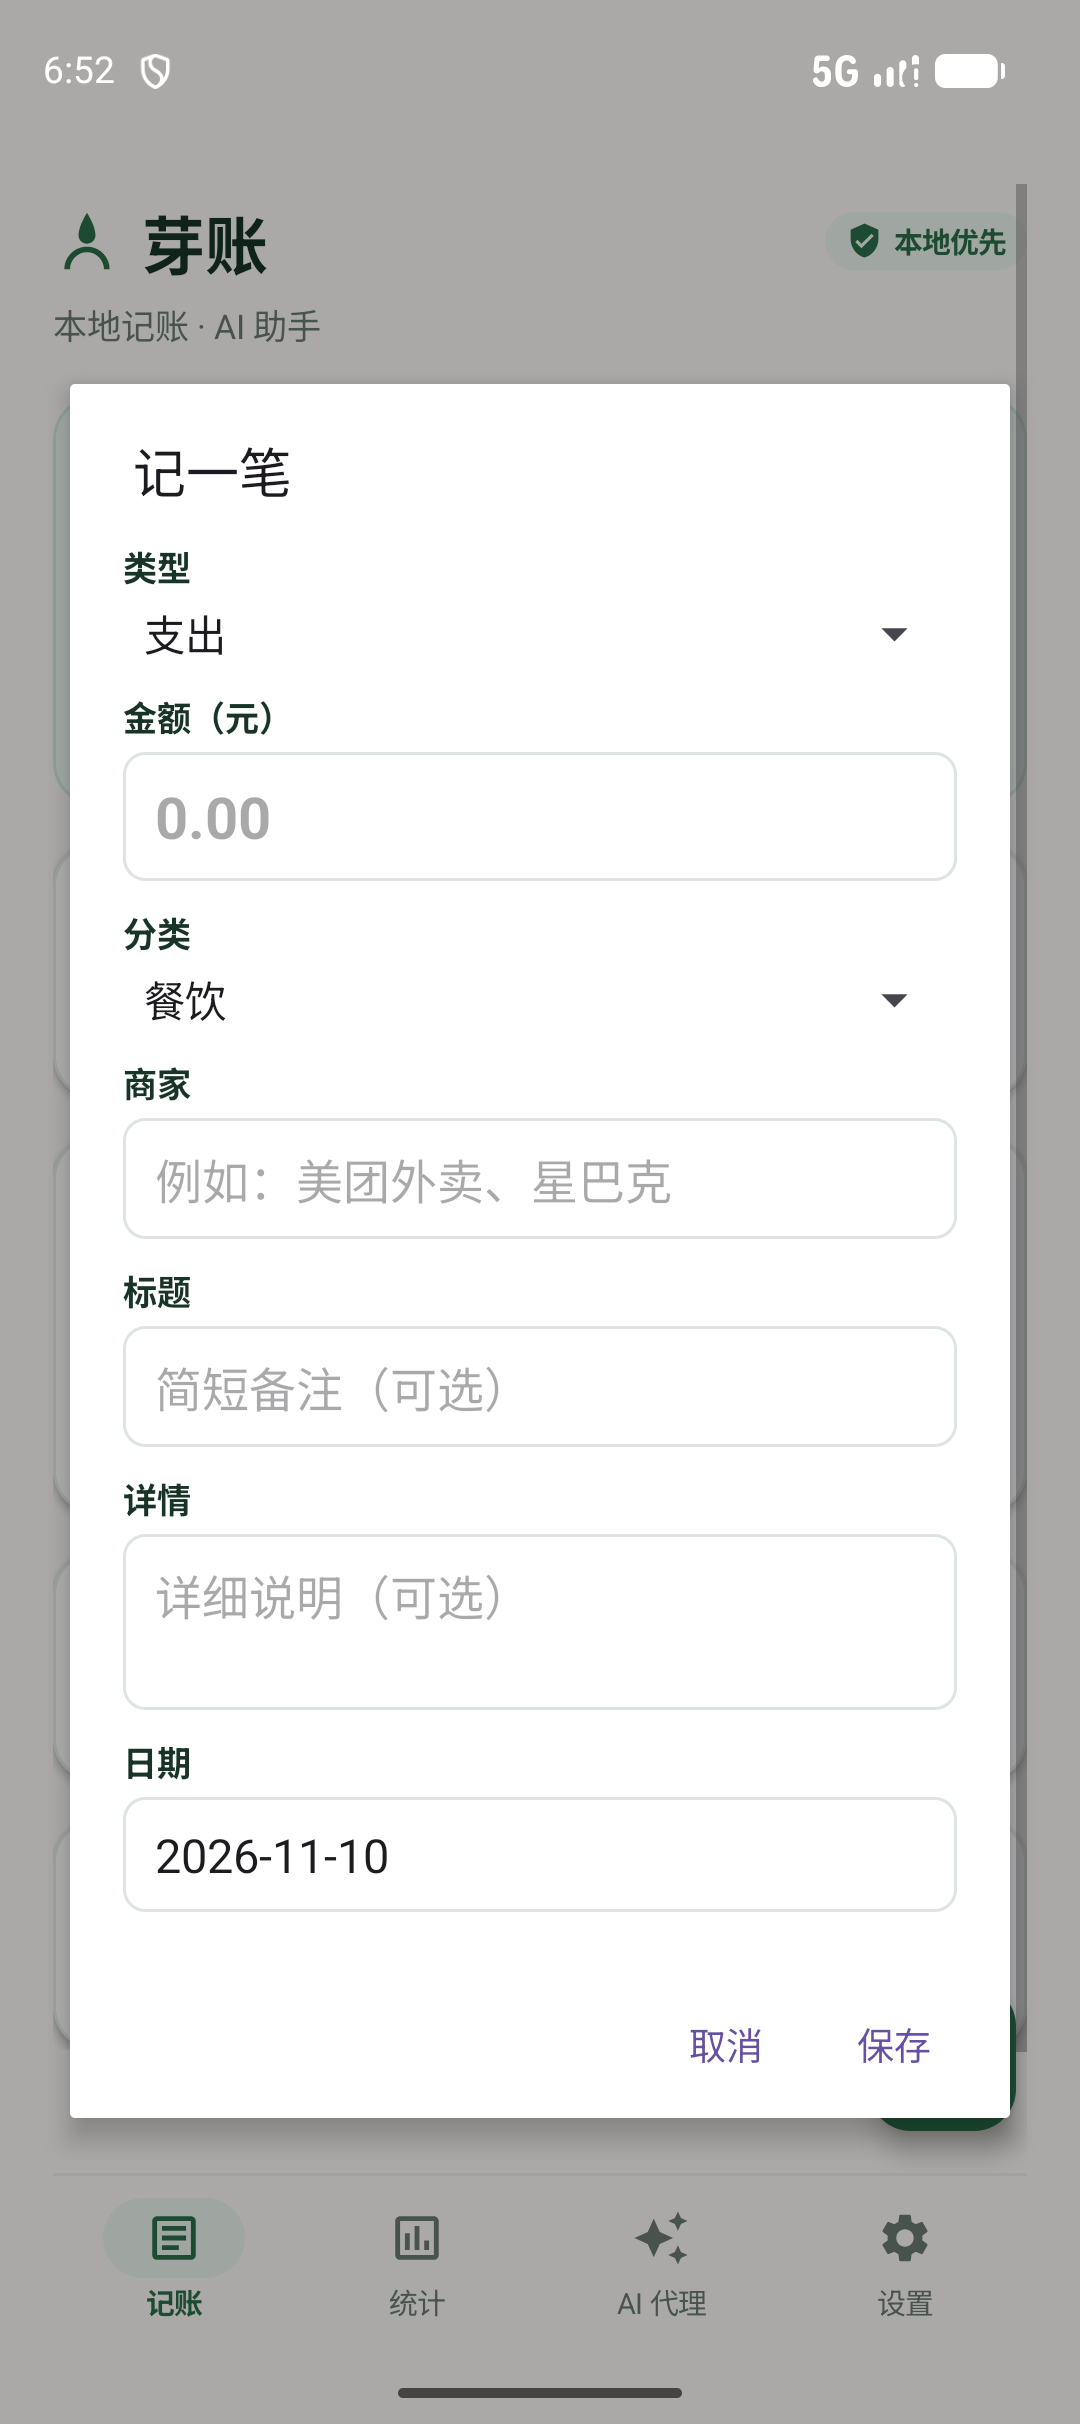 6:52
5G
芽账
本地优先
本地记账 · AI 助手
记一笔
类型
支出
金额（元）
0.00
分类
餐饮
商家
例如：美团外卖、星巴克
标题
简短备注（可选）
详情
详细说明（可选）
日期
2026-11-10
取消
保存
记账
统计
AI 代理
设置